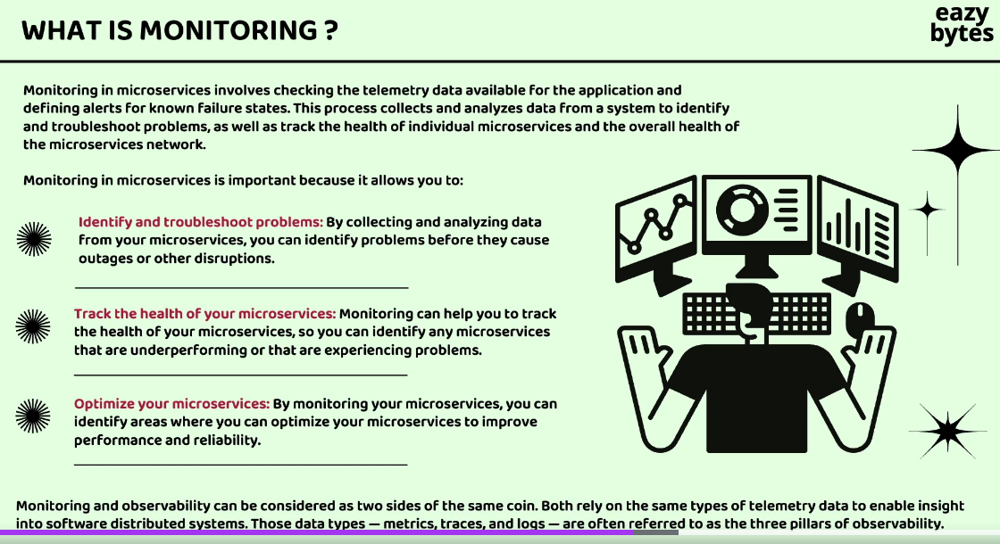 WHAT IS MONITORING ?
eazy
bytes
Monitoring in microservices involves checking the telemetry data available for the application and
defining alerts for known failure states. This process collects and analyzes data from a system to identify
and troubleshoot problems, as well as track the health of individual microservices and the overall health of
the microservices network.
Monitoring in microservices is important because it allows you to:
Identify and troubleshoot problems: By collecting and analyzing data
from your microservices, you can identify problems before they cause
outages or other disruptions.
Track the health of your microservices: Monitoring can help you to track
the health of your microservices, so you can identify any microservices
that are underperforming or that are experiencing problems.
Optimize your microservices: By monitoring your microservices, you can
identify areas where you can optimize your microservices to improve
performance and reliability.
Monitoring and observability can be considered as two sides of the same coin. Both rely on the same types of telemetry data to enable insight
into software distributed systems. Those data types — metrics, traces, and logs — are often referred to as the three pillars of observability.